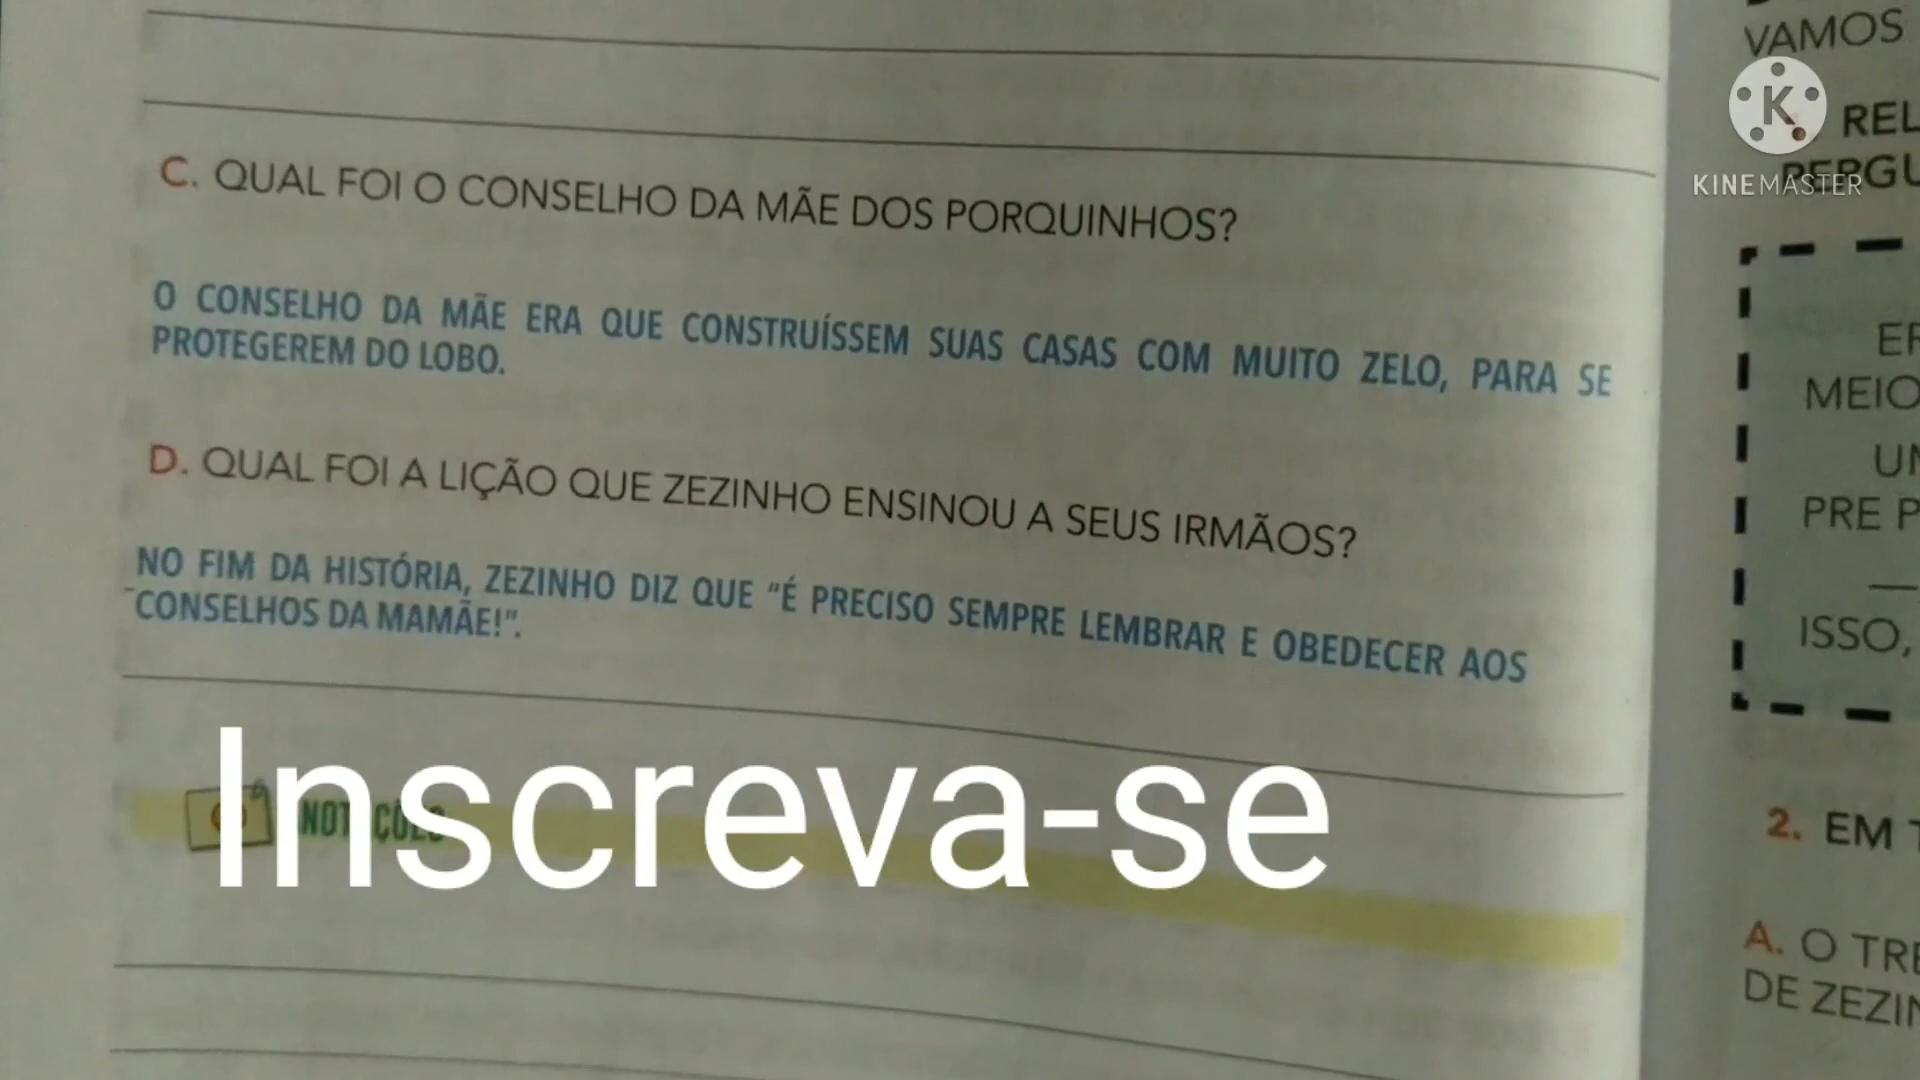 C. QUAL FOI O CONSELHO DA MÃE DOS PORQUINHOS?
O CONSELHO DA MÃE ERA QUE CONSTRUÍSSEM SUAS CASAS COM MUITO ZELO, PARA SE
PROTEGEREM DO LOBO.
D. QUAL FOI A LIÇÃO QUE ZEZINHO ENSINOU A SEUS IRMÃOS?
NO FIM DA HISTÓRIA, ZEZINHO DIZ QUE “É PRECISO SEMPRE LEMBRAR E OBEDECER AOS
CONSELHOS DA MAMÃE!”.
Inscreva-se
VAMOS
KINEMASTER
MEIO
PRE P
ISSO,
2. EM
A. O
DE